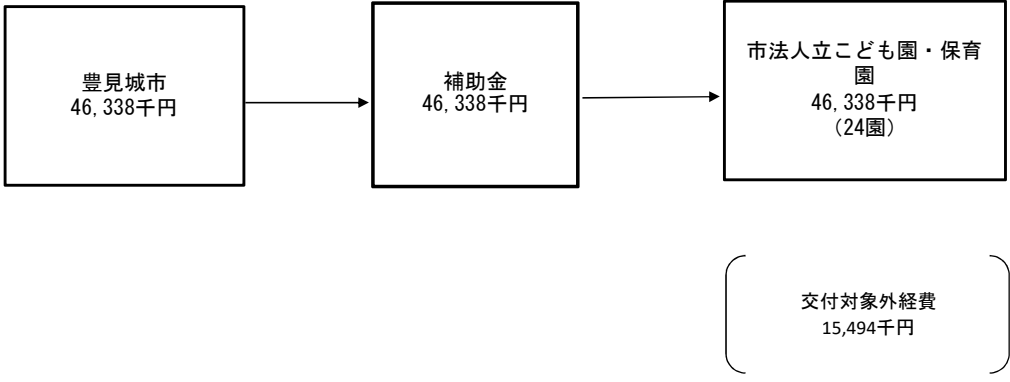 豊見城市
46,338千円
補助金
46,338千円
市法人立こども園・保育
園
46,338千円
（24園）
交付対象外経費
15,494千円